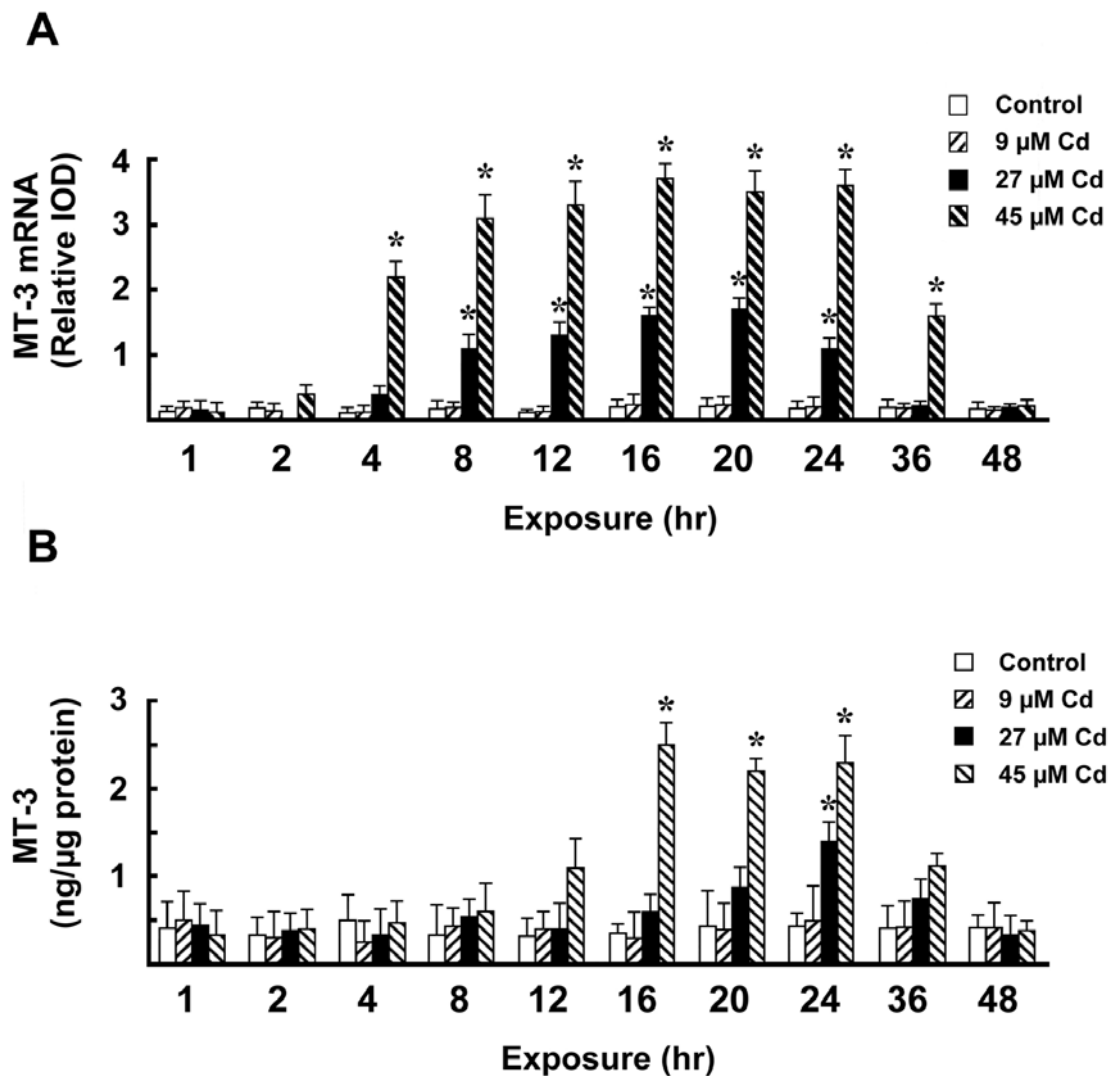 A
Control
9 µM Cd
27 µM Cd
45 µM Cd
MT-3 mRNA
(Relative IOD)
4
3
2
1
* * * * * * * * * * * *
1 2 4 8 12 16 20 24 36 48
Exposure (hr)
B
Control
9 µM Cd
27 µM Cd
45 µM Cd
MT-3
(ng/µg protein)
3
2
1
* * * *
1 2 4 8 12 16 20 24 36 48
Exposure (hr)